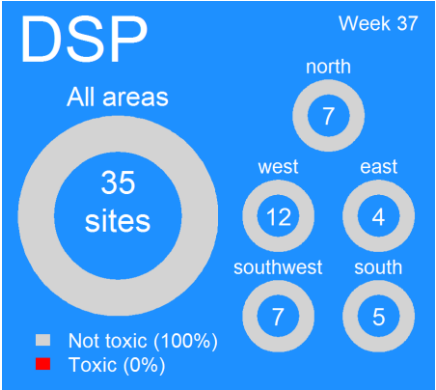 DSP
Week 37
All areas
35
sites
north
7
west
12
east
4
southwest
7
south
5
Not toxic (100%)
Toxic (0%)